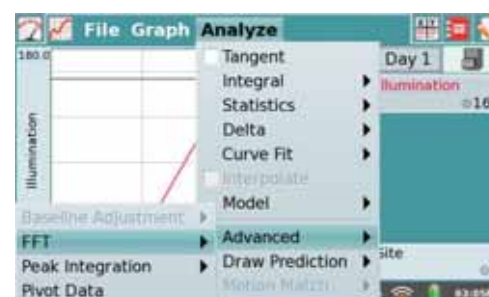 File Graph Analyze
180.0
Tangent
Day 1
Integral
Illumination
Statistics
Delta
Curve Fit
Interpolate
Model
Illumination
Baseline Adjustment
FFT
Advanced
Peak Integration
Draw Prediction
Pivot Data
Motion Match